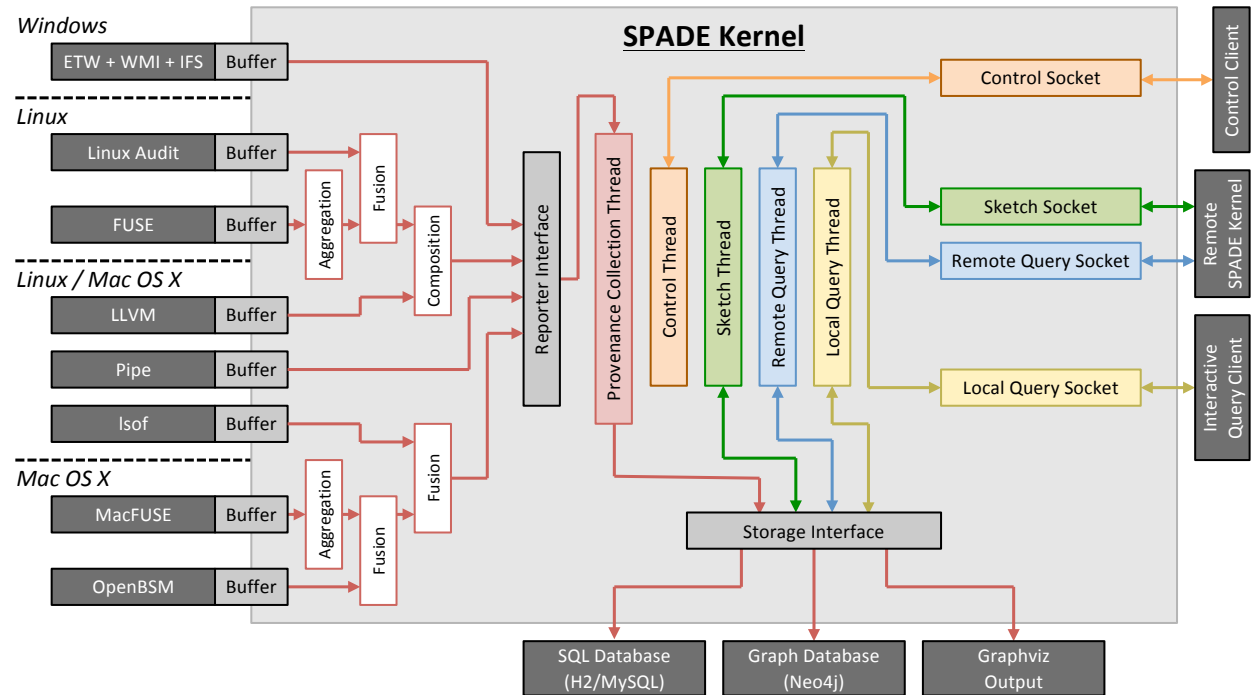 Windows
SPADE Kernel
ETW + WMI + IFS
Buffer
Control Socket
Control Client
Linux
Linux Audit
Buffer
Fusion
FUSE
Buffer
Aggregation
Composition
Reporter Interface
Provenance Collection Thread
Control Thread
Sketch Thread
Remote Query Thread
Local Query Thread
Sketch Socket
Remote Query Socket
Remote
SPADE Kernel
Linux / Mac OS X
LLVM
Buffer
Pipe
Buffer
lsof
Buffer
Local Query Socket
Interactive
Query Client
Mac OS X
MacFUSE
Buffer
Aggregation
Fusion
Fusion
OpenBSM
Buffer
Storage Interface
SQL Database
(H2/MySQL)
Graph Database
(Neo4j)
Graphviz
Output